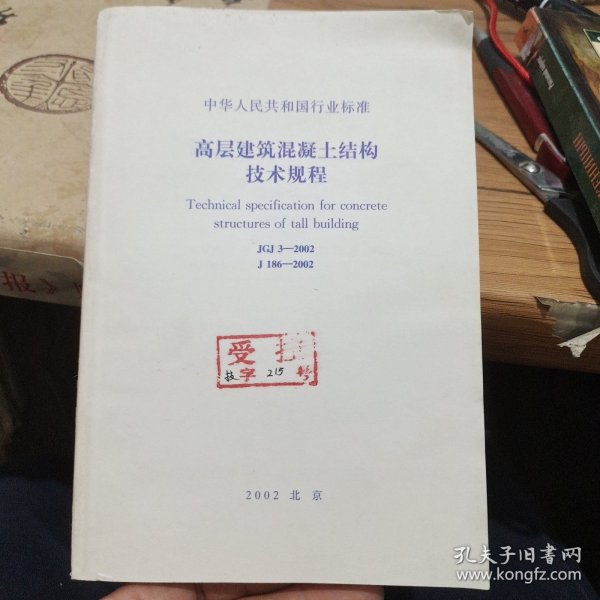 中华人民共和国行业标准
高层建筑混凝土结构
技术规程
Technical specification for concrete
structures of tall building
JGJ 3—2002
J 186—2002
受控
技字 215 号
2002 北 京
孔夫子旧书网
www.kongfz.com